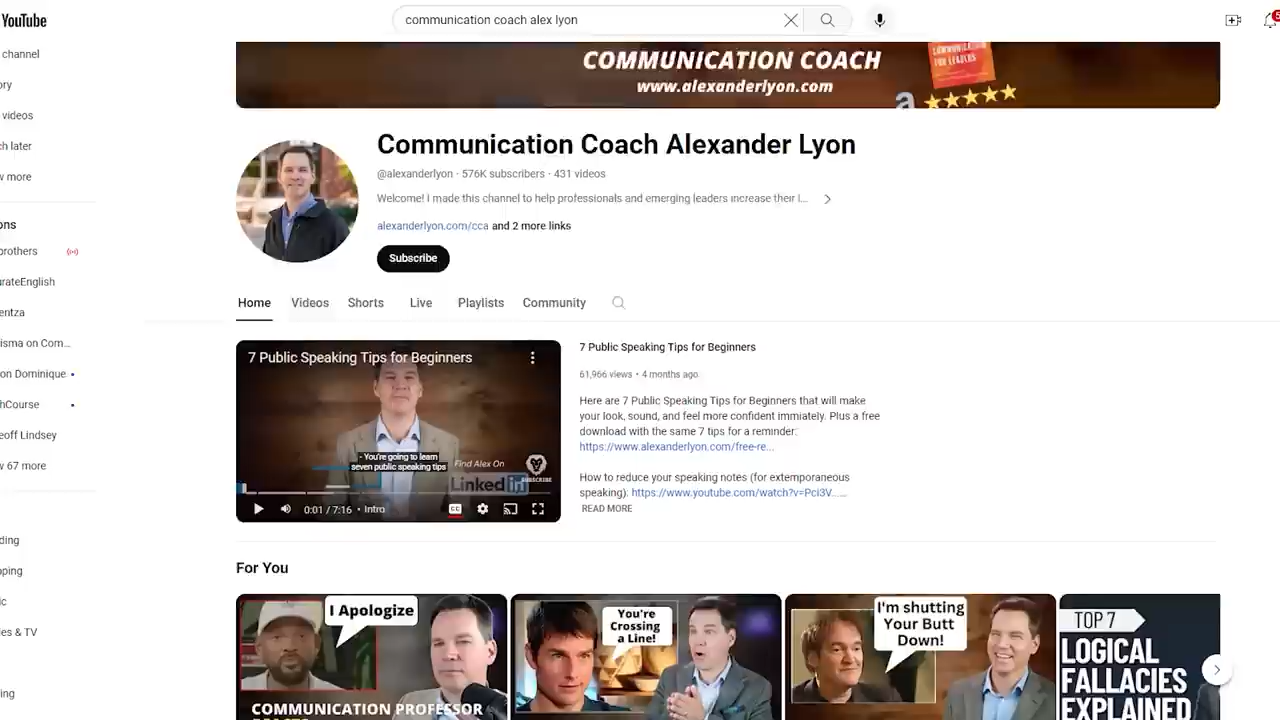 YouTube
communication coach alex lyon
channel
ory
videos
ch later
w more
ons
brothers
urateEnglish
entza
isma on Com...
on Dominique
hCourse
eoff Lindsey
w 67 more
ding
pping
ic
ies & TV
ing
COMMUNICATION COACH
www.alexanderlyon.com
COMMUNICATION
FOR LEADERS
a
Communication Coach Alexander Lyon
@alexanderlyon · 576K subscribers · 431 videos
Welcome! I made this channel to help professionals and emerging leaders increase their l...
alexanderlyon.com/cca and 2 more links
Subscribe
Home Videos Shorts Live Playlists Community
7 Public Speaking Tips for Beginners
- You're going to learn
seven public speaking tips
Find Alex On
LinkedIn
SUBSCRIBE
0:01 / 7:16 • Intro
CC
7 Public Speaking Tips for Beginners
61,966 views • 4 months ago
Here are 7 Public Speaking Tips for Beginners that will make
your look, sound, and feel more confident immiately. Plus a free
download with the same 7 tips for a reminder:
https://www.alexanderlyon.com/free-re...
How to reduce your speaking notes (for extemporaneous
speaking): https://www.youtube.com/watch?v=Pci3V......
READ MORE
For You
I Apologize
COMMUNICATION PROFESSOR
You're
Crossing
a Line!
I'm shutting
Your Butt
Down!
TOP 7
LOGICAL
FALLACIES
EXPLAINED